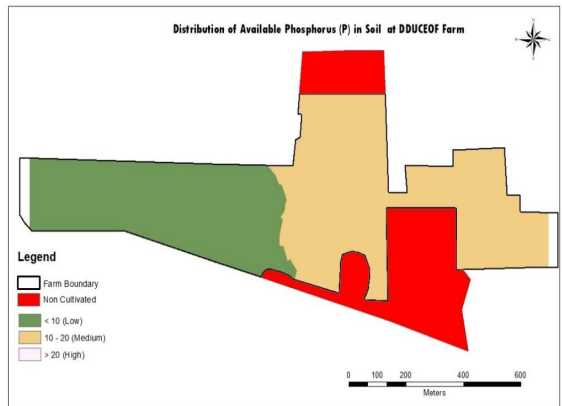 Distribution of Available Phosphorus (P) in Soil at DDUCEOF Farm
Legend
Farm Boundary
Non Cultivated
< 10 (Low)
10 - 20 (Medium)
> 20 (High)
0 100 200 400 600
Meters